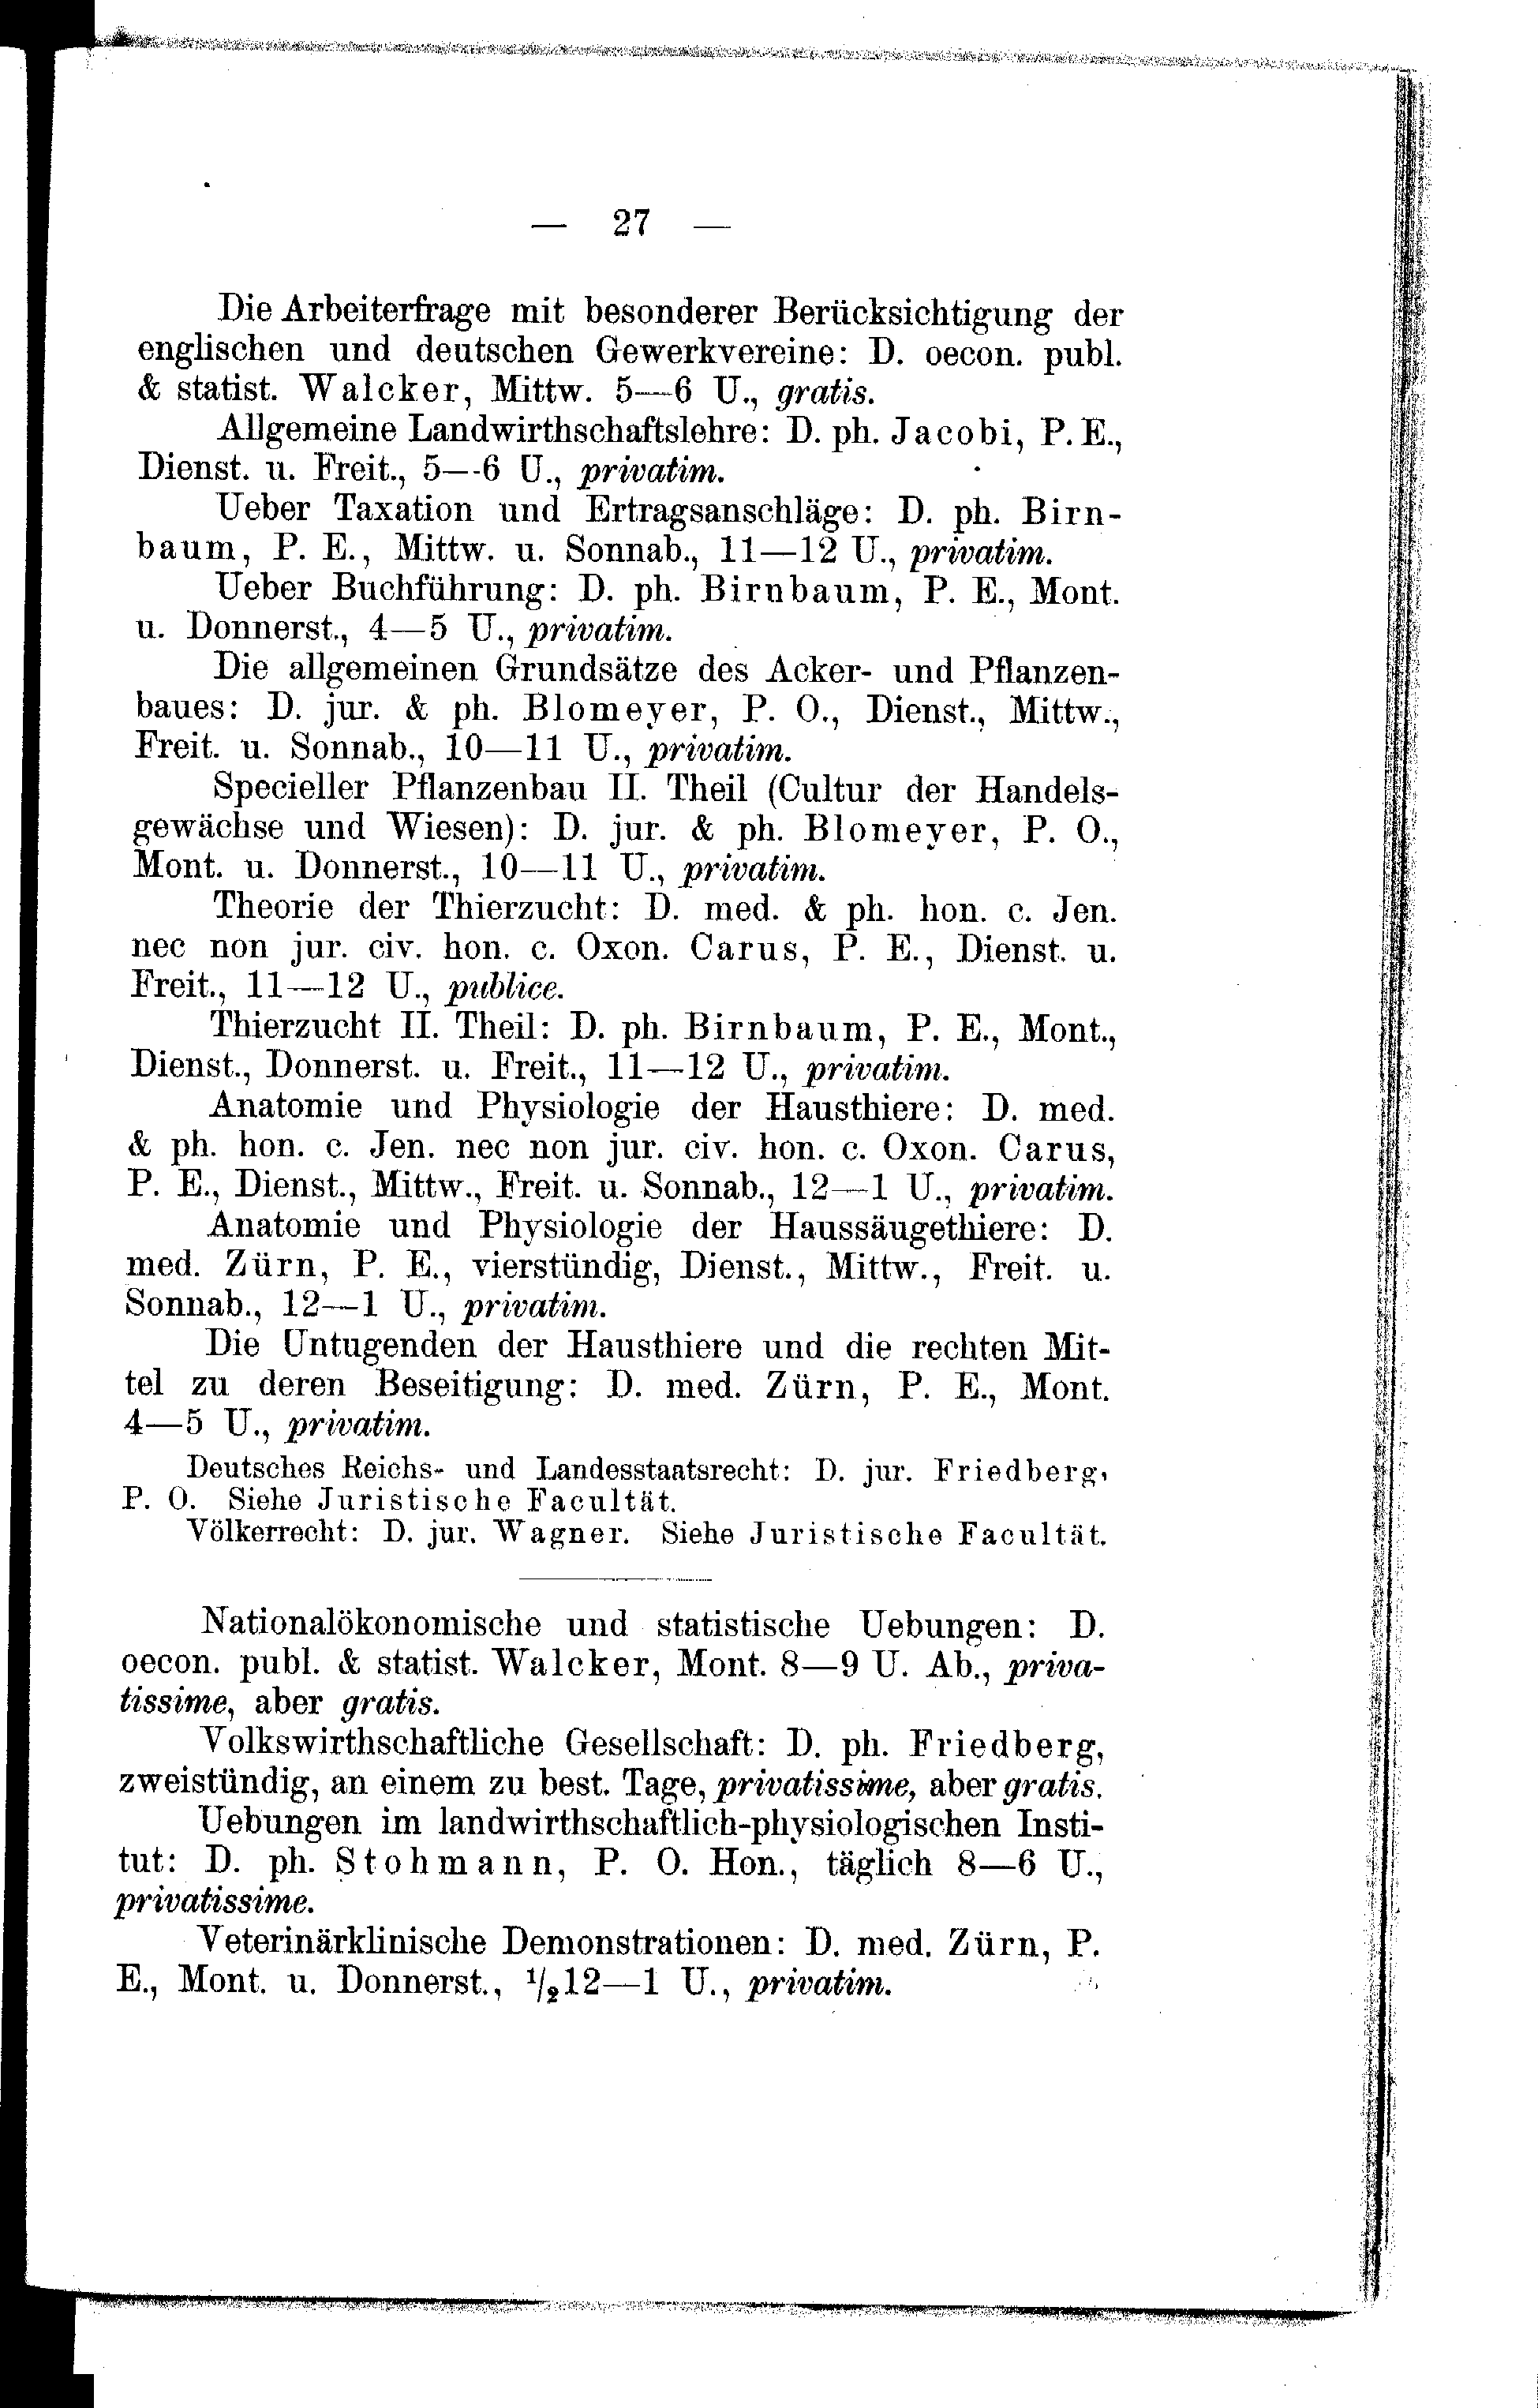 — 27 —
Die Arbeiterfrage mit besonderer Berücksichtigung der
englischen und deutschen Gewerkvereine: D. oecon. publ.
& statist. Walcker, Mittw. 5—6 U., gratis.
Allgemeine Landwirthschaftslehre: D. ph. Jacobi, P. E.,
Dienst. u. Freit., 5—6 U., privatim.
Ueber Taxation und Ertragsanschläge: D. ph. Birn-
baum, P. E., Mittw. u. Sonnab., 11—12 U., privatim.
Ueber Buchführung: D. ph. Birnbaum, P. E., Mont.
u. Donnerst., 4—5 U., privatim.
Die allgemeinen Grundsätze des Acker- und Pflanzen-
baues: D. jur. & ph. Blomeyer, P. O., Dienst., Mittw.,
Freit. u. Sonnab., 10—11 U., privatim.
Specieller Pflanzenbau II. Theil (Cultur der Handels-
gewächse und Wiesen): D. jur. & ph. Blomeyer, P. O.,
Mont. u. Donnerst., 10—11 U., privatim.
Theorie der Thierzucht: D. med. & ph. hon. c. Jen.
nec non jur. civ. hon. c. Oxon. Carus, P. E., Dienst. u.
Freit., 11—12 U., publice.
Thierzucht II. Theil: D. ph. Birnbaum, P. E., Mont.,
Dienst., Donnerst. u. Freit., 11—12 U., privatim.
Anatomie und Physiologie der Hausthiere: D. med.
& ph. hon. c. Jen. nec non jur. civ. hon. c. Oxon. Carus,
P. E., Dienst., Mittw., Freit. u. Sonnab., 12—1 U., privatim.
Anatomie und Physiologie der Haussäugethiere: D.
med. Zürn, P. E., vierstündig, Dienst., Mittw., Freit. u.
Sonnab., 12—1 U., privatim.
Die Untugenden der Hausthiere und die rechten Mit-
tel zu deren Beseitigung: D. med. Zürn, P. E., Mont.
4—5 U., privatim.
Deutsches Reichs- und Landesstaatsrecht: D. jur. Friedberg,
P. O. Siehe Juristische Facultät.
Völkerrecht: D. jur. Wagner. Siehe Juristische Facultät.
Nationalökonomische und statistische Uebungen: D.
oecon. publ. & statist. Walcker, Mont. 8—9 U. Ab., priva-
tissime, aber gratis.
Volkswirthschaftliche Gesellschaft: D. ph. Friedberg,
zweistündig, an einem zu best. Tage, privatissime, aber gratis.
Uebungen im landwirthschaftlich-physiologischen Insti-
tut: D. ph. Stohmann, P. O. Hon., täglich 8—6 U.,
privatissime.
Veterinärklinische Demonstrationen: D. med. Zürn, P.
E., Mont. u. Donnerst., 1/2 12—1 U., privatim.